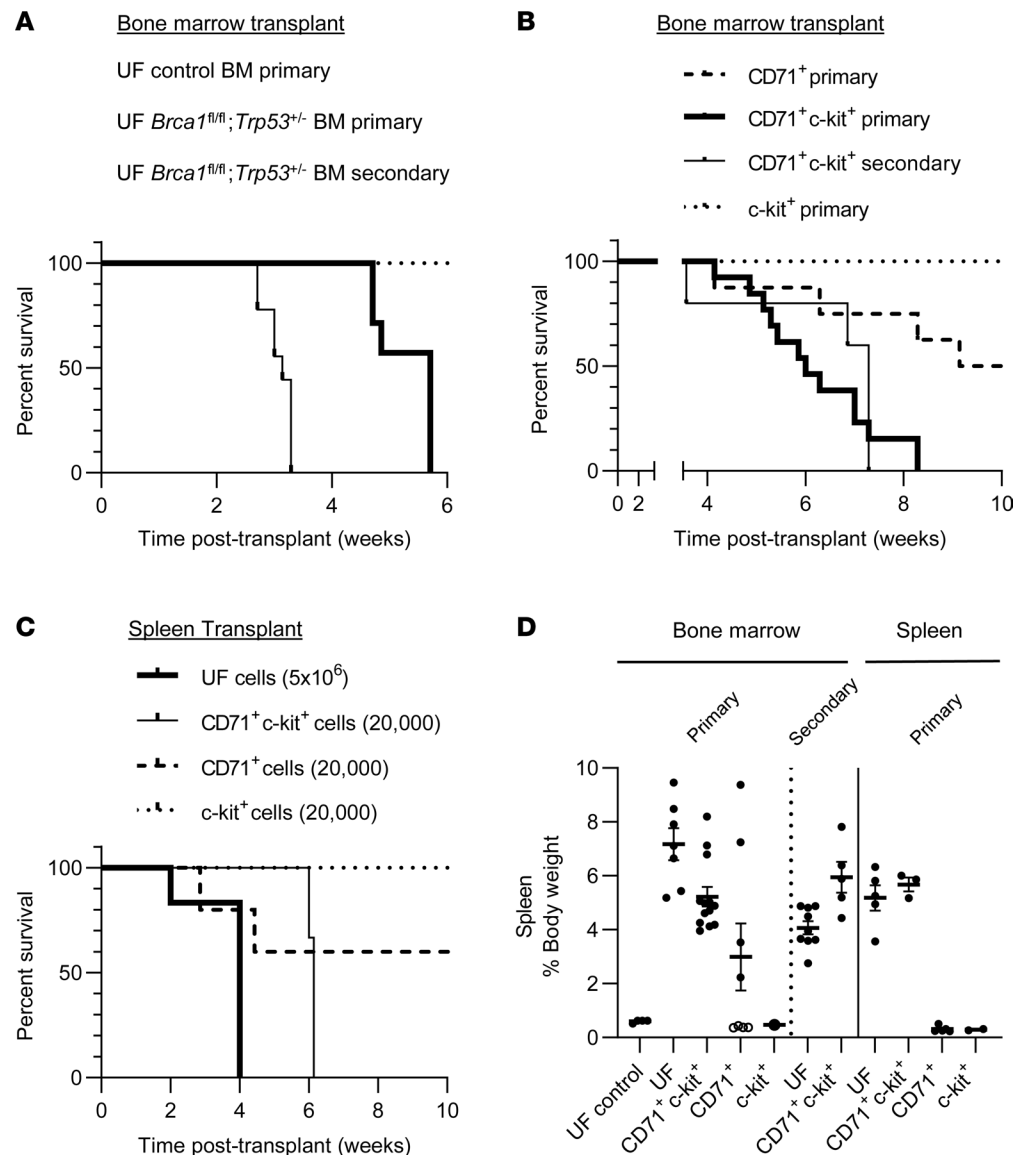 A
Bone marrow transplant
UF control BM primary
UF Brca1fl/fl;Trp53+/- BM primary
UF Brca1fl/fl;Trp53+/- BM secondary
Percent survival
100
50
0
0 2 4 6
Time post-transplant (weeks)
B
Bone marrow transplant
CD71+ primary
CD71+c-kit+ primary
CD71+c-kit+ secondary
c-kit+ primary
Percent survival
100
50
0
0 2 4 6 8 10
Time post-transplant (weeks)
C
Spleen Transplant
UF cells (5x10⁶)
CD71+c-kit+ cells (20,000)
CD71+ cells (20,000)
c-kit+ cells (20,000)
Percent survival
100
50
0
0 2 4 6 8 10
Time post-transplant (weeks)
D
Bone marrow Spleen
Primary Secondary Primary
Spleen
% Body weight
10
8
6
4
2
0
UF control
UF
CD71+ c-kit+
CD71+
c-kit+
UF
CD71+ c-kit+
UF
CD71+ c-kit+
CD71+
c-kit+